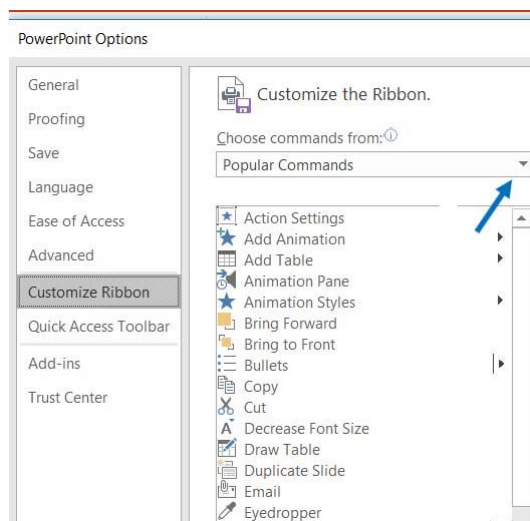 PowerPoint Options
General
Proofing
Save
Language
Ease of Access
Advanced
Customize Ribbon
Quick Access Toolbar
Add-ins
Trust Center
Customize the Ribbon.
Choose commands from:
Popular Commands
Action Settings
Add Animation
Add Table
Animation Pane
Animation Styles
Bring Forward
Bring to Front
Bullets
Copy
Cut
Decrease Font Size
Draw Table
Duplicate Slide
Email
Eyedropper